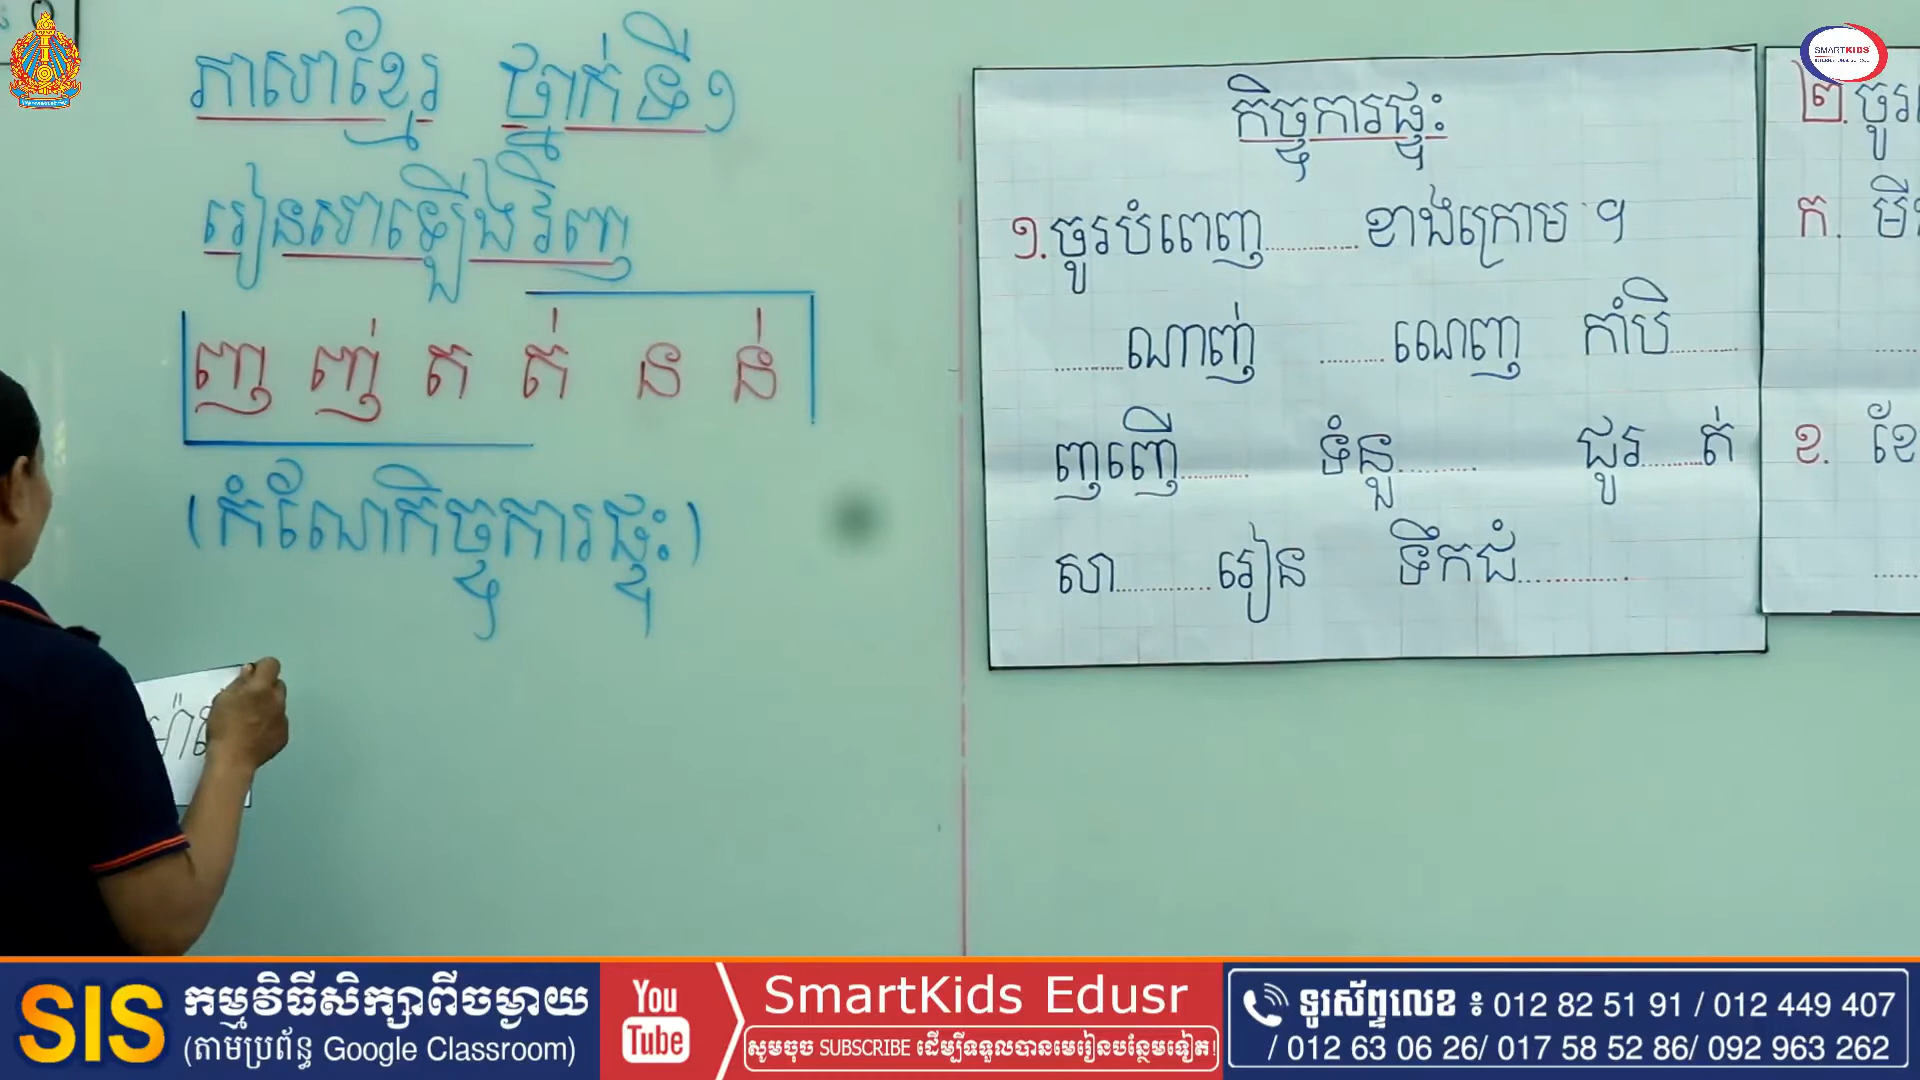 ភាសាខ្មែរ ថ្នាក់ទី១
រៀនសាឡើងវិញ
ញ ញ់ ត ត់ ន ន់
(កំណែកិច្ចការផ្ទះ)
កិច្ចការផ្ទះ
១. ចូរបំពេញ............ខាងក្រោម ។
.........ណាញ់ .........ណេញ កាំបិ.........
ញញើ......... ទំនួ......... ជូរ.........ត់
សា............រៀន ទឹកជំ............
២. ចូរ
ក. មី
ខ. ខែ
SMARTKIDS
SIS
កម្មវិធីសិក្សាពីចម្ងាយ
(តាមប្រព័ន្ធ Google Classroom)
You
Tube
SmartKids Edusr
សូមចុច SUBSCRIBE ដើម្បីទទួលបានមេរៀនបន្ថែមទៀត!
ទូរស័ព្ទលេខ ៖ 012 82 51 91 / 012 449 407
/ 012 63 06 26/ 017 58 52 86/ 092 963 262